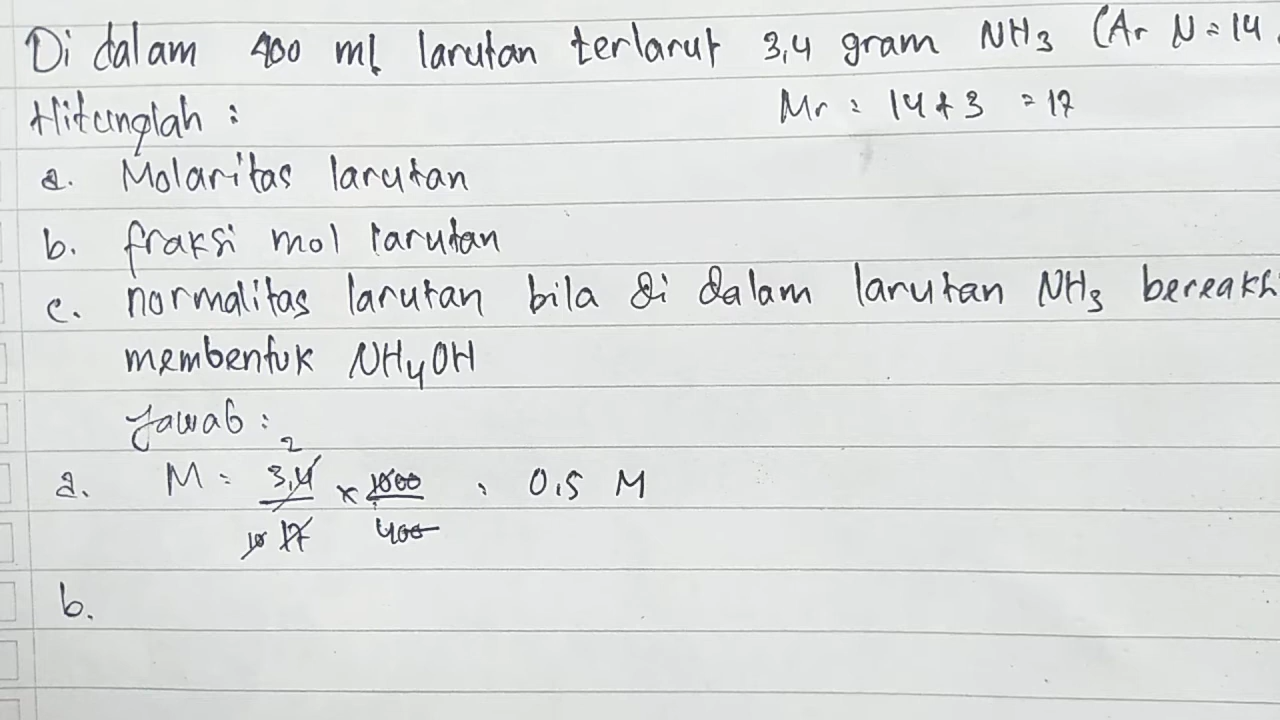 Di dalam 400 ml larutan terlarut 3,4 gram NH3 (Ar N = 14.
Hitunglah :
Mr = 14 + 3 = 17
a. Molaritas larutan
b. fraksi mol larutan
c. normalitas larutan bila di dalam larutan NH3 bereaksi
membentuk NH4OH
Jawab :
2
a. M = 3,4 × 1000 = 0.5 M
10 17 400
b.